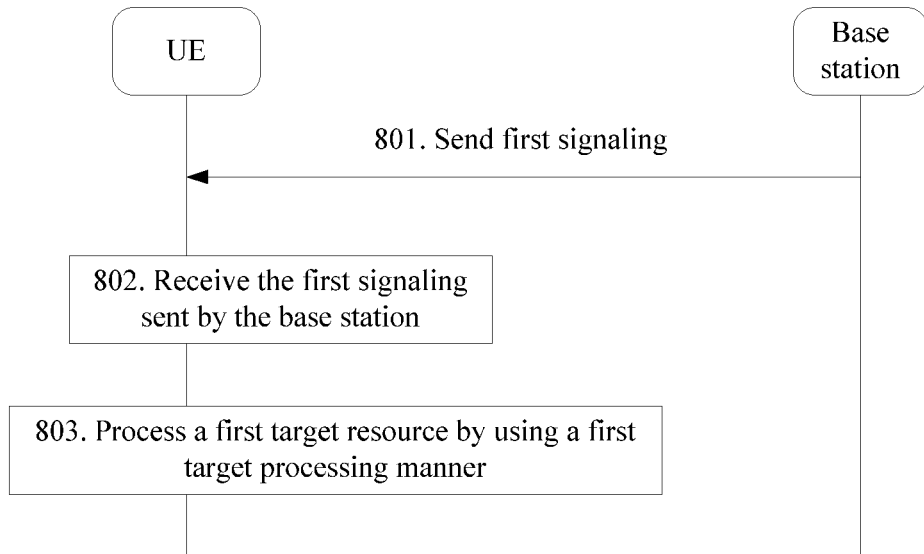 UE
Base
station
801. Send first signaling
802. Receive the first signaling
sent by the base station
803. Process a first target resource by using a first
target processing manner